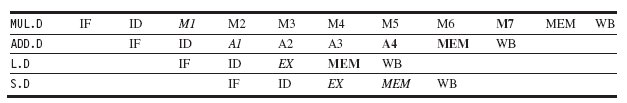 MUL.D IF ID M1 M2 M3 M4 M5 M6 M7 MEM WB
ADD.D IF ID A1 A2 A3 A4 MEM WB
L.D IF ID EX MEM WB
S.D IF ID EX MEM WB